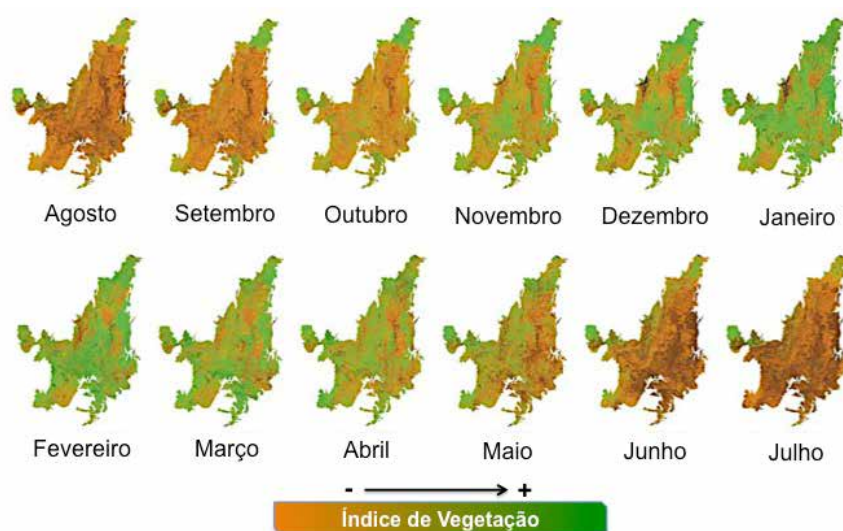 Agosto Setembro Outubro Novembro Dezembro Janeiro
Fevereiro Março Abril Maio Junho Julho
- +
Índice de Vegetação